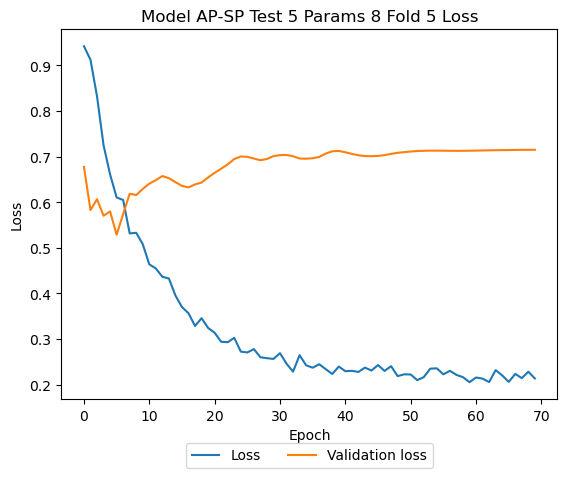 Model AP-SP Test 5 Params 8 Fold 5 Loss
Loss
0.9
0.8
0.7
0.6
0.5
0.4
0.3
0.2
0 10 20 30 40 50 60 70
Epoch
Loss Validation loss